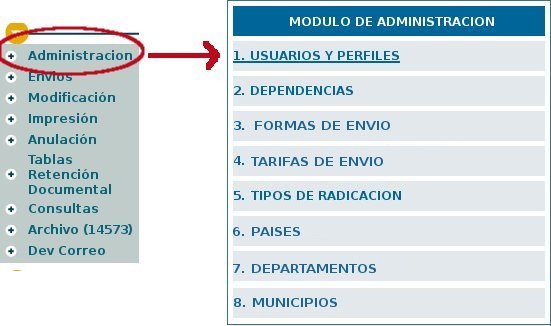 Administracion
Envios
Modificación
Impresión
Anulación
Tablas
Retención
Documental
Consultas
Archivo (14573)
Dev Correo
MODULO DE ADMINISTRACION
1. USUARIOS Y PERFILES
2. DEPENDENCIAS
3. FORMAS DE ENVIO
4. TARIFAS DE ENVIO
5. TIPOS DE RADICACION
6. PAISES
7. DEPARTAMENTOS
8. MUNICIPIOS